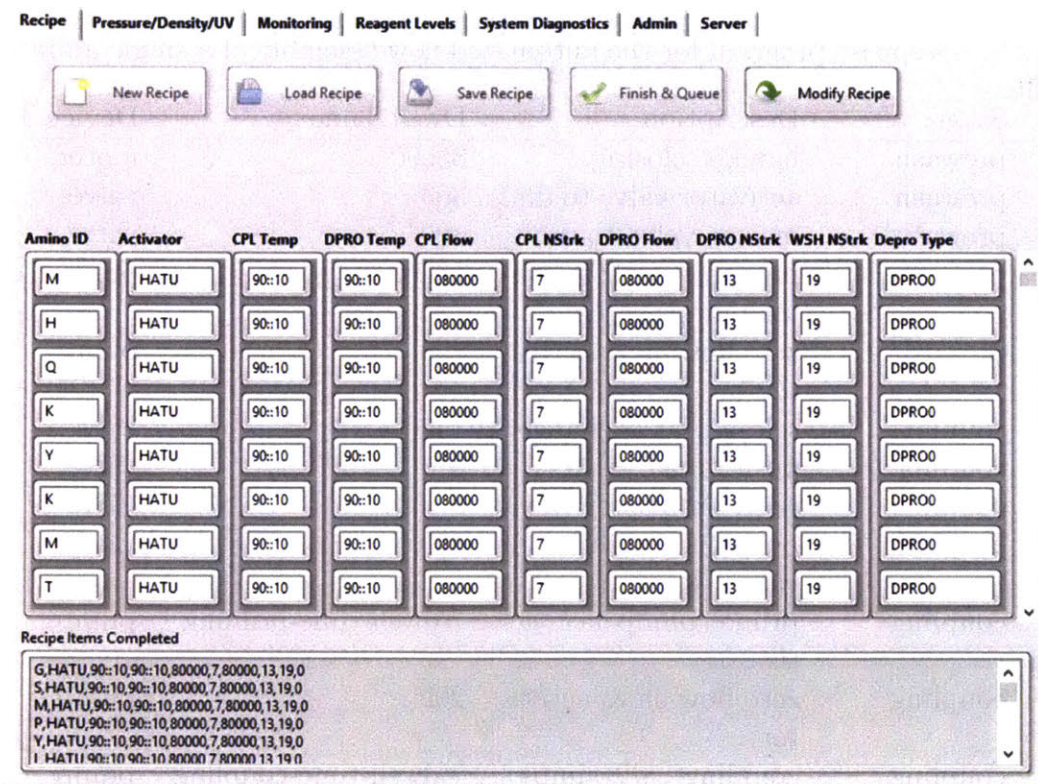 Recipe Pressure/Density/UV Monitoring Reagent Levels System Diagnostics Admin Server
New Recipe Load Recipe Save Recipe Finish & Queue Modify Recipe
Amino ID Activator CPL Temp DPRO Temp CPL Flow CPL NStrk DPRO Flow DPRO NStrk WSH NStrk Depro Type
M HATU 90::10 90::10 080000 7 080000 13 19 DPRO0
H HATU 90::10 90::10 080000 7 080000 13 19 DPRO0
Q HATU 90::10 90::10 080000 7 080000 13 19 DPRO0
K HATU 90::10 90::10 080000 7 080000 13 19 DPRO0
Y HATU 90::10 90::10 080000 7 080000 13 19 DPRO0
K HATU 90::10 90::10 080000 7 080000 13 19 DPRO0
M HATU 90::10 90::10 080000 7 080000 13 19 DPRO0
T HATU 90::10 90::10 080000 7 080000 13 19 DPRO0
Recipe Items Completed
G,HATU,90::10,90::10,80000,7,80000,13,19,0
S,HATU,90::10,90::10,80000,7,80000,13,19,0
M,HATU,90::10,90::10,80000,7,80000,13,19,0
P,HATU,90::10,90::10,80000,7,80000,13,19,0
Y,HATU,90::10,90::10,80000,7,80000,13,19,0